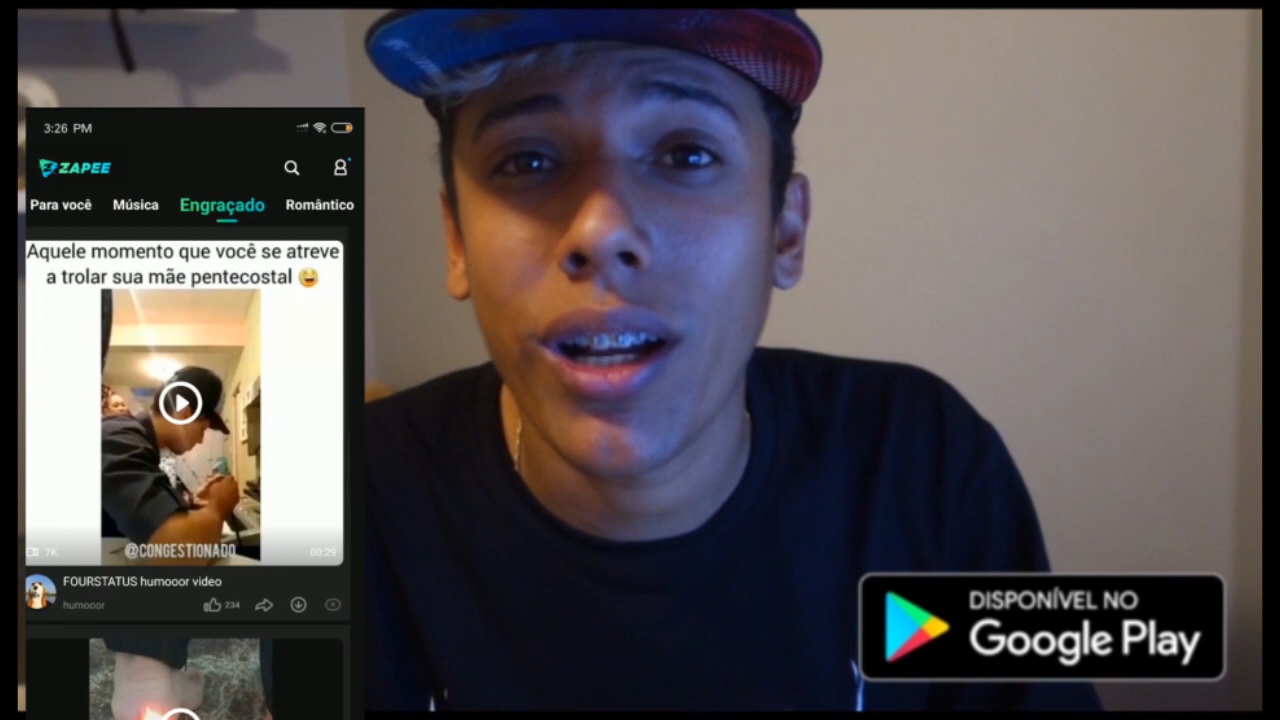 3:26 PM
ZAPEE
Para você Música Engraçado Romântico
Aquele momento que você se atreve
a trolar sua mãe pentecostal
7K
@CONGESTIONADO
00:29
FOURSTATUS humooor video
humooor
234
DISPONÍVEL NO
Google Play